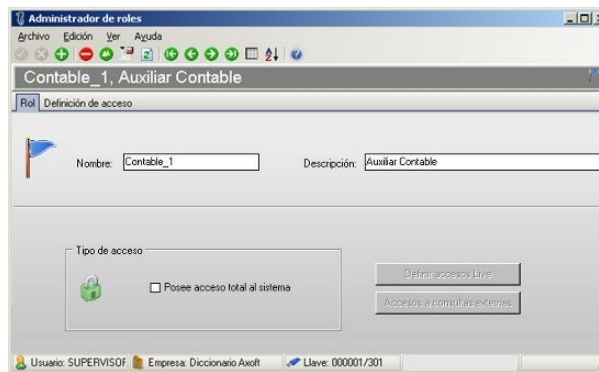 Administrador de roles
Archivo Edición Ver Ayuda
Contable_1, Auxiliar Contable
Rol Definición de acceso
Nombre: Contable_1 Descripción: Auxiliar Contable
Tipo de acceso
Posee acceso total al sistema
Definir accesos Live
Accesos a consultas externas
Usuario: SUPERVISOF Empresa: Diccionario Axoft Llave: 000001/301